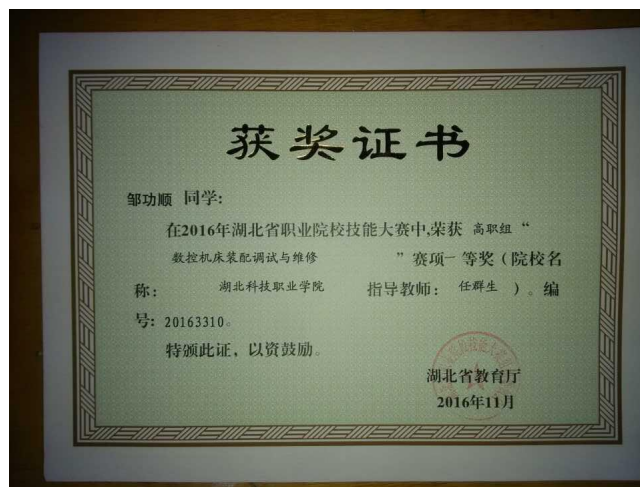 获奖证书
邹功顺 同学:
在2016年湖北省职业院校技能大赛中,荣获 高职组“
数控机床装配调试与维修 ”赛项一等奖(院校名
称: 湖北科技职业学院 指导教师: 任群生 )。编
号: 20163310。
特颁此证,以资鼓励。
湖北省教育厅
2016年11月